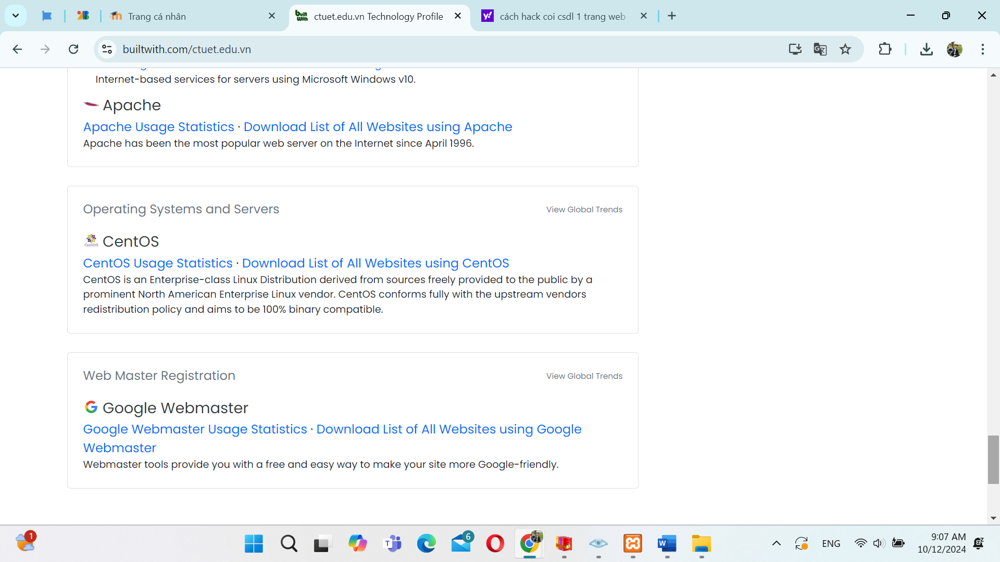 Trang cá nhân
built with
ctuet.edu.vn Technology Profile
y!
cách hack coi csdl 1 trang web
builtwith.com/ctuet.edu.vn
Internet-based services for servers using Microsoft Windows v10.
Apache
Apache Usage Statistics · Download List of All Websites using Apache
Apache has been the most popular web server on the Internet since April 1996.
Operating Systems and Servers
View Global Trends
CentOS
CentOS
CentOS Usage Statistics · Download List of All Websites using CentOS
CentOS is an Enterprise-class Linux Distribution derived from sources freely provided to the public by a
prominent North American Enterprise Linux vendor. CentOS conforms fully with the upstream vendors
redistribution policy and aims to be 100% binary compatible.
Web Master Registration
View Global Trends
G
Google Webmaster
Google Webmaster Usage Statistics · Download List of All Websites using Google
Webmaster
Webmaster tools provide you with a free and easy way to make your site more Google-friendly.
1
T
6
W
ENG
9:07 AM
10/12/2024